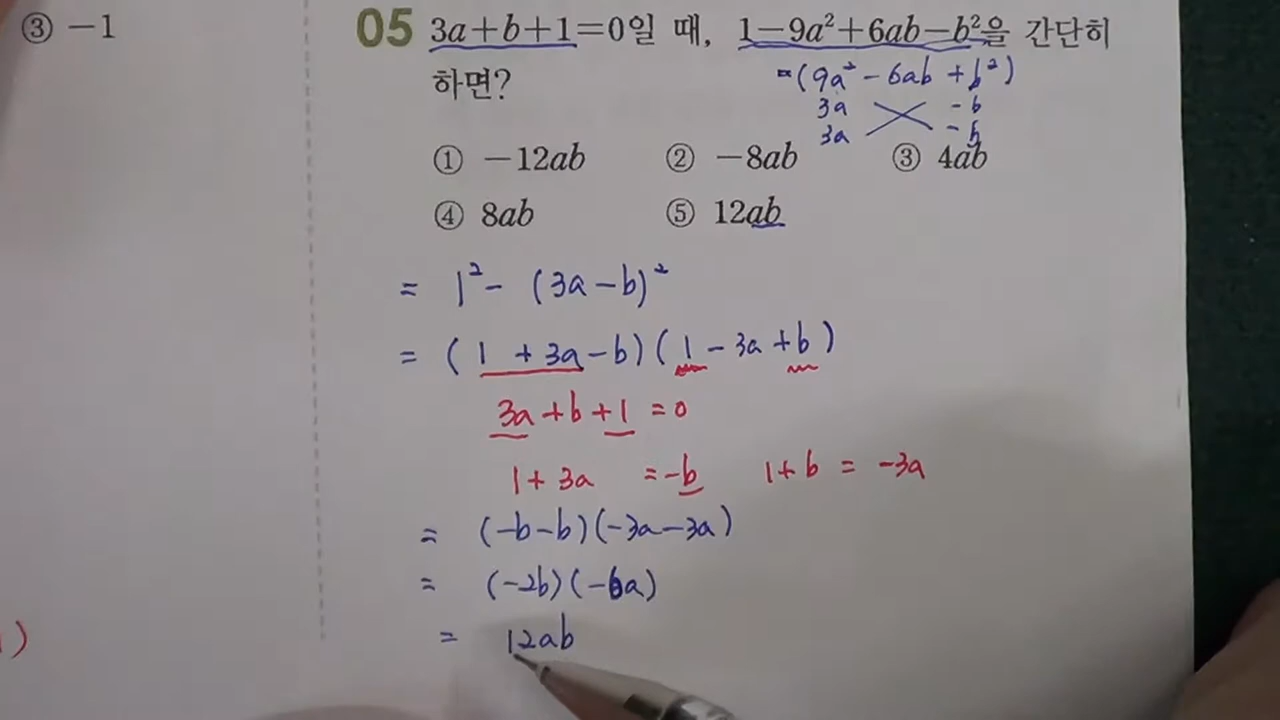 ③ −1
05 3a+b+1=0일 때, 1−9a²+6ab−b²을 간단히
하면?
-(9a² - 6ab + b²)
3a -b
3a -b
① −12ab ② −8ab ③ 4ab
④ 8ab ⑤ 12ab
= 1² - (3a-b)²
= (1 + 3a-b)(1 - 3a +b)
3a +b +1 = 0
1 + 3a = -b 1+b = -3a
= (-b-b)(-3a-3a)
= (-2b)(-6a)
)
= 12ab